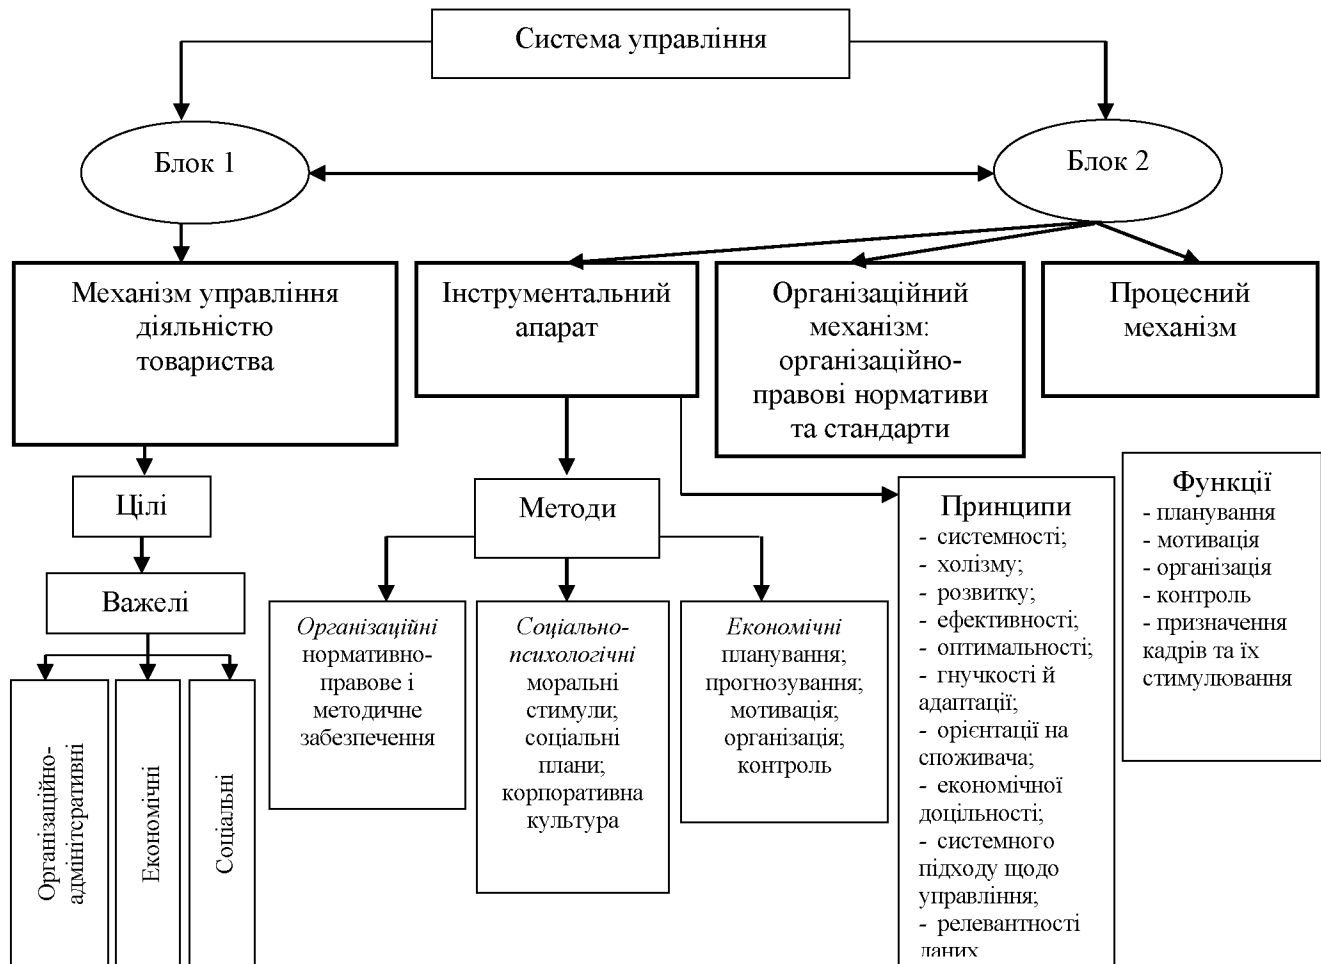 Система управління
Блок 1
Блок 2
Механізм управління
діяльністю
товариства
Інструментальний
апарат
Організаційний
механізм:
організаційно-
правові нормативи
та стандарти
Процесний
механізм
Цілі
Важелі
Організаційно-
адмінітсративні
Економічні
Соціальні
Методи
Організаційні
нормативно-
правове і
методичне
забезпечення
Соціально-
психологічні
моральні
стимули;
соціальні
плани;
корпоративна
культура
Економічні
планування;
прогнозування;
мотивація;
організація;
контроль
Принципи
- системності;
- холізму;
- розвитку;
- ефективності;
- оптимальності;
- гнучкості й
адаптації;
- орієнтації на
споживача;
- економічної
доцільності;
- системного
підходу щодо
управління;
- релевантності
даних
Функції
- планування
- мотивація
- організація
- контроль
- призначення
кадрів та їх
стимулювання